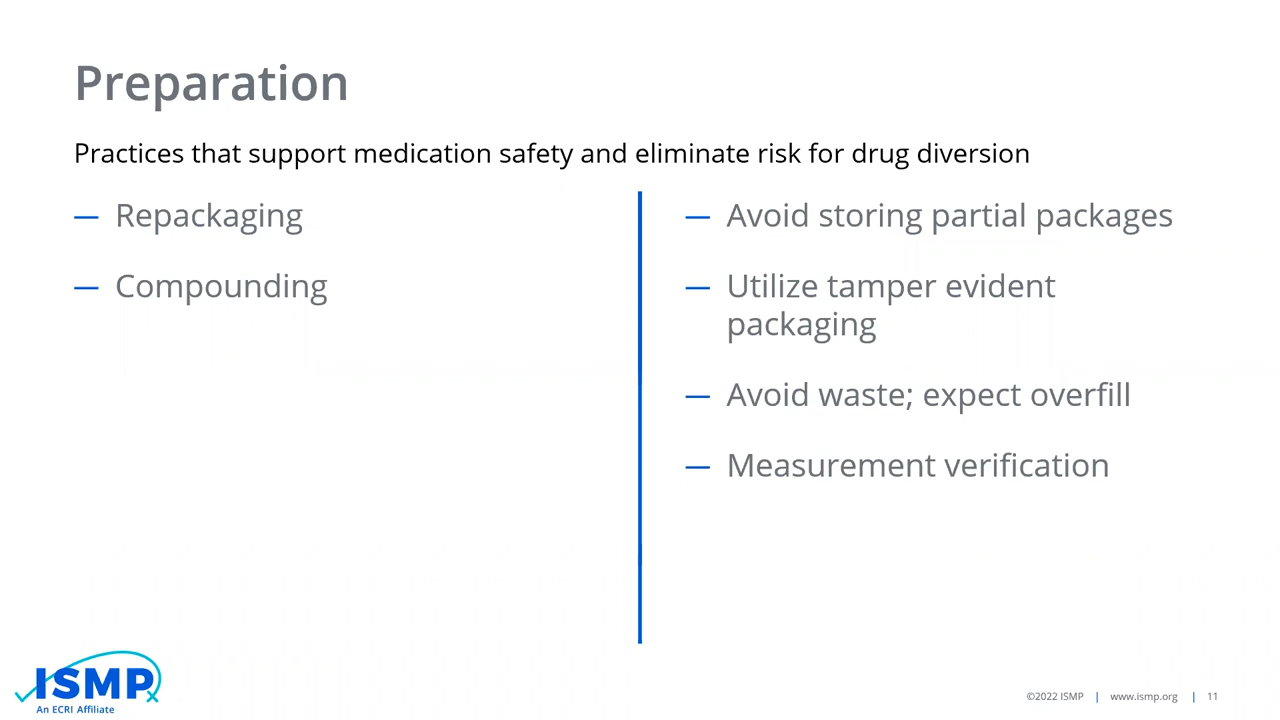 Preparation
Practices that support medication safety and eliminate risk for drug diversion
— Repackaging
— Compounding
— Avoid storing partial packages
— Utilize tamper evident
packaging
— Avoid waste; expect overfill
— Measurement verification
ISMP
An ECRI Affiliate
©2022 ISMP | www.ismp.org | 11